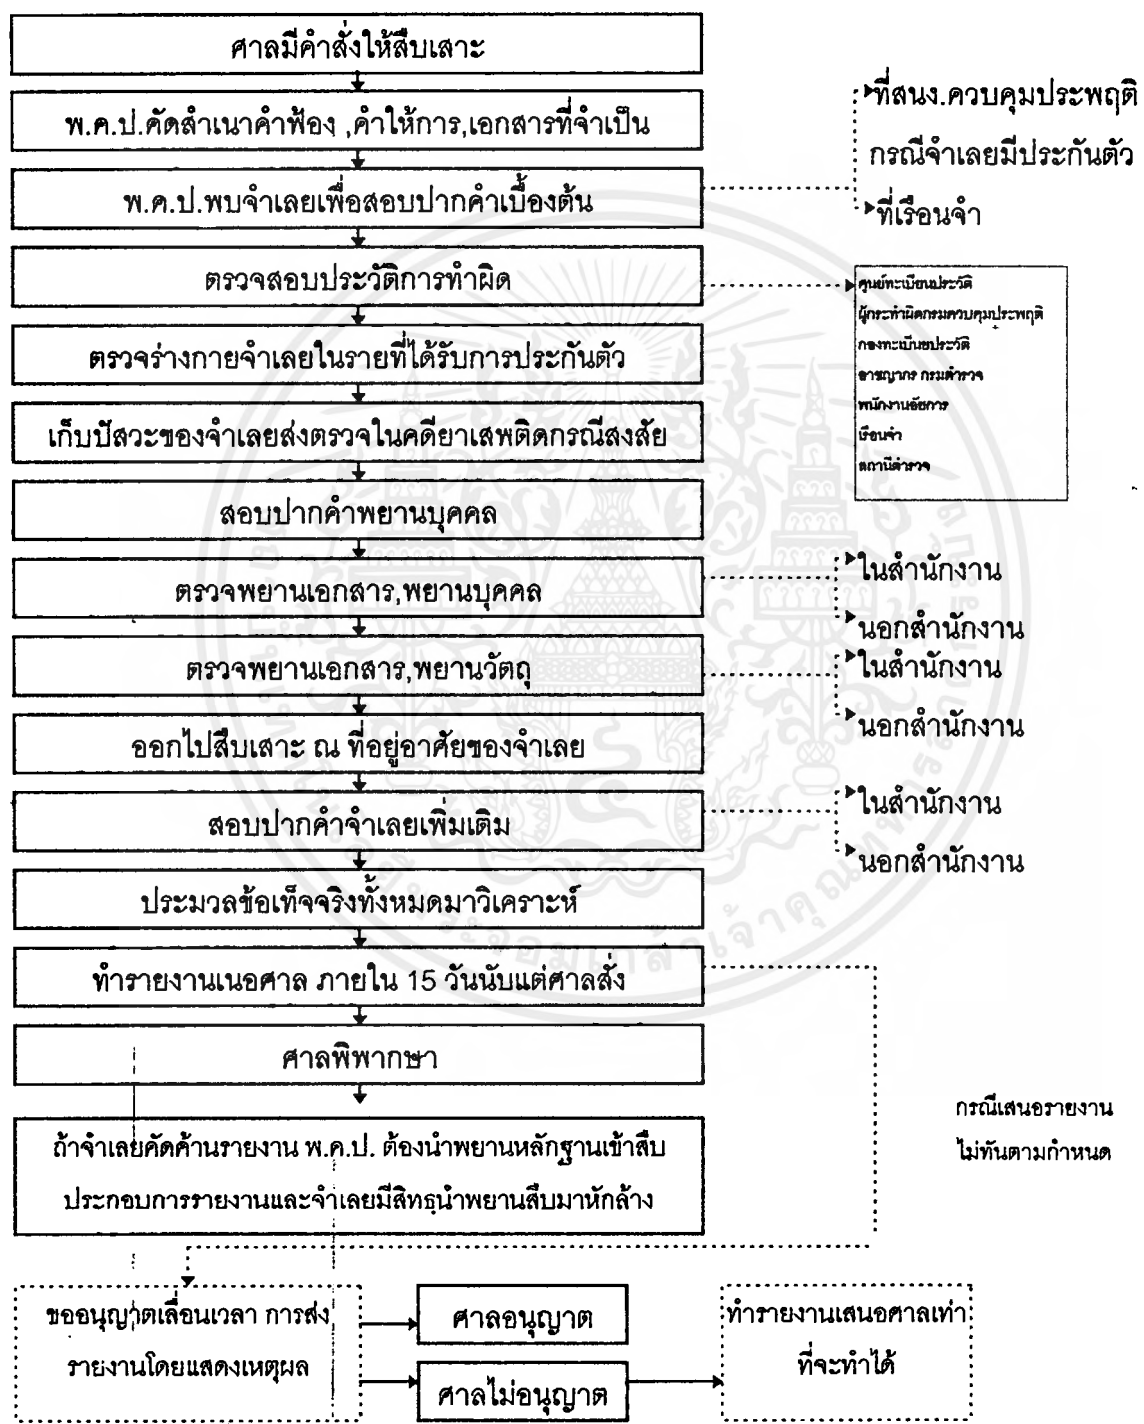 ศาลมีคำสั่งให้สืบเสาะ
พ.ค.ป.คัดสำเนาคำฟ้อง ,คำให้การ,เอกสารที่จำเป็น
พ.ค.ป.พบจำเลยเพื่อสอบปากคำเบื้องต้น
ที่สนง.ควบคุมประพฤติ
กรณีจำเลยมีประกันตัว
ที่เรือนจำ
ตรวจสอบประวัติการทำผิด
ศูนย์ทะเบียนประวัติ
ผู้กระทำผิดกรมควบคุมประพฤติ
กองทะเบียนประวัติ
อาชญากร กรมตำรวจ
พนักงานอัยการ
เรือนจำ
สถานีตำรวจ
ตรวจร่างกายจำเลยในรายที่ได้รับการประกันตัว
เก็บปัสวะของจำเลยส่งตรวจในคดียาเสพติดกรณีสงสัย
สอบปากคำพยานบุคคล
ตรวจพยานเอกสาร,พยานบุคคล
ในสำนักงาน
นอกสำนักงาน
ตรวจพยานเอกสาร,พยานวัตถุ
ในสำนักงาน
นอกสำนักงาน
ออกไปสืบเสาะ ณ ที่อยู่อาศัยของจำเลย
สอบปากคำจำเลยเพิ่มเติม
ในสำนักงาน
นอกสำนักงาน
ประมวลข้อเท็จจริงทั้งหมดมาวิเคราะห์
ทำรายงานเนอศาล ภายใน 15 วันนับแต่ศาลสั่ง
ศาลพิพากษา
กรณีเสนอรายงาน
ไม่ทันตามกำหนด
ถ้าจำเลยคัดค้านรายงาน พ.ค.ป. ต้องนำพยานหลักฐานเข้าสืบ
ประกอบการรายงานและจำเลยมีสิทธนำพยานสืบมาหักล้าง
ขออนุญาตเลื่อนเวลา การส่ง
รายงานโดยแสดงเหตุผล
ศาลอนุญาต
ศาลไม่อนุญาต
ทำรายงานเสนอศาลเท่า
ที่จะทำได้